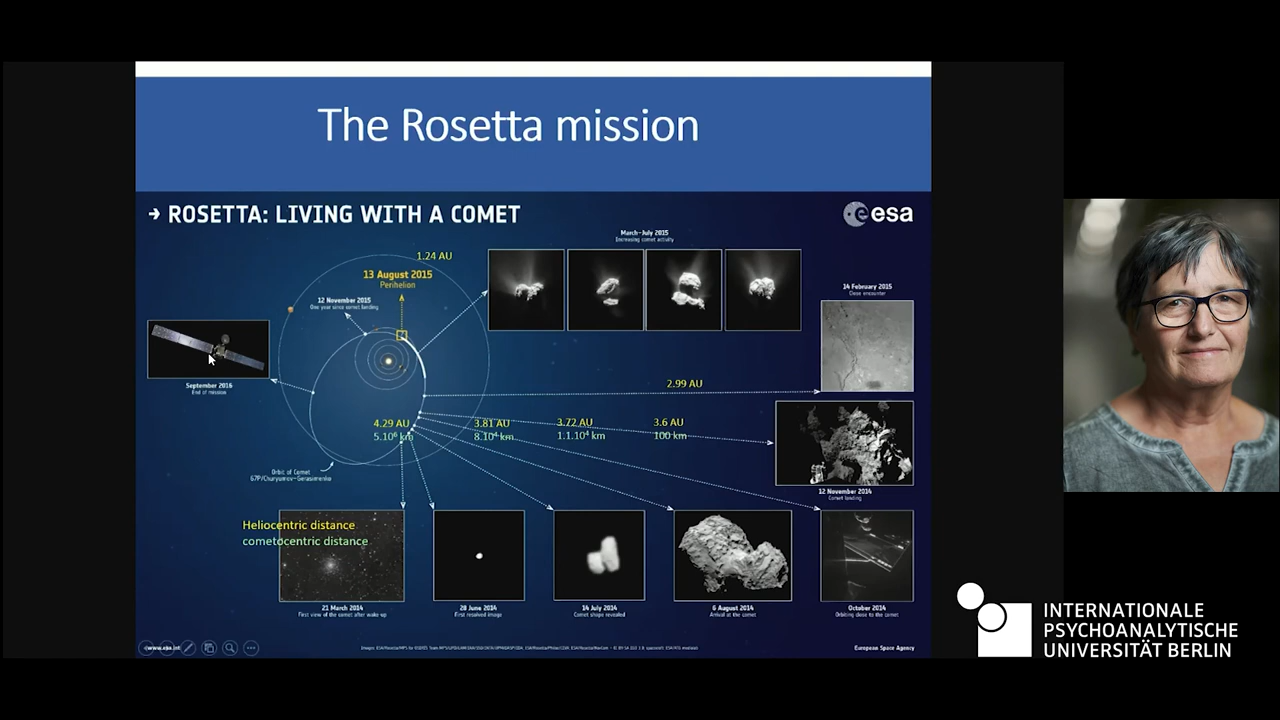 The Rosetta mission
→ ROSETTA: LIVING WITH A COMET
esa
March–July 2015
Increasing comet activity
1.24 AU
13 August 2015
Perihelion
12 November 2015
One year since comet landing
14 February 2015
Close encounter
September 2016
End of mission
2.99 AU
4.29 AU
3.81 AU
3.72 AU
3.6 AU
5.10⁶ km
8.10⁴ km
1.1.10⁴ km
100 km
Orbit of Comet
67P/Churyumov-Gerasimenko
12 November 2014
Comet landing
Heliocentric distance
cometocentric distance
21 March 2014
First view of the comet after wake up
28 June 2014
First resolved image
14 July 2014
Comet shape revealed
6 August 2014
Arrival at the comet
October 2014
Orbiting close to the comet
www.esa.int
European Space Agency
INTERNATIONALE
PSYCHOANALYTISCHE
UNIVERSITÄT BERLIN